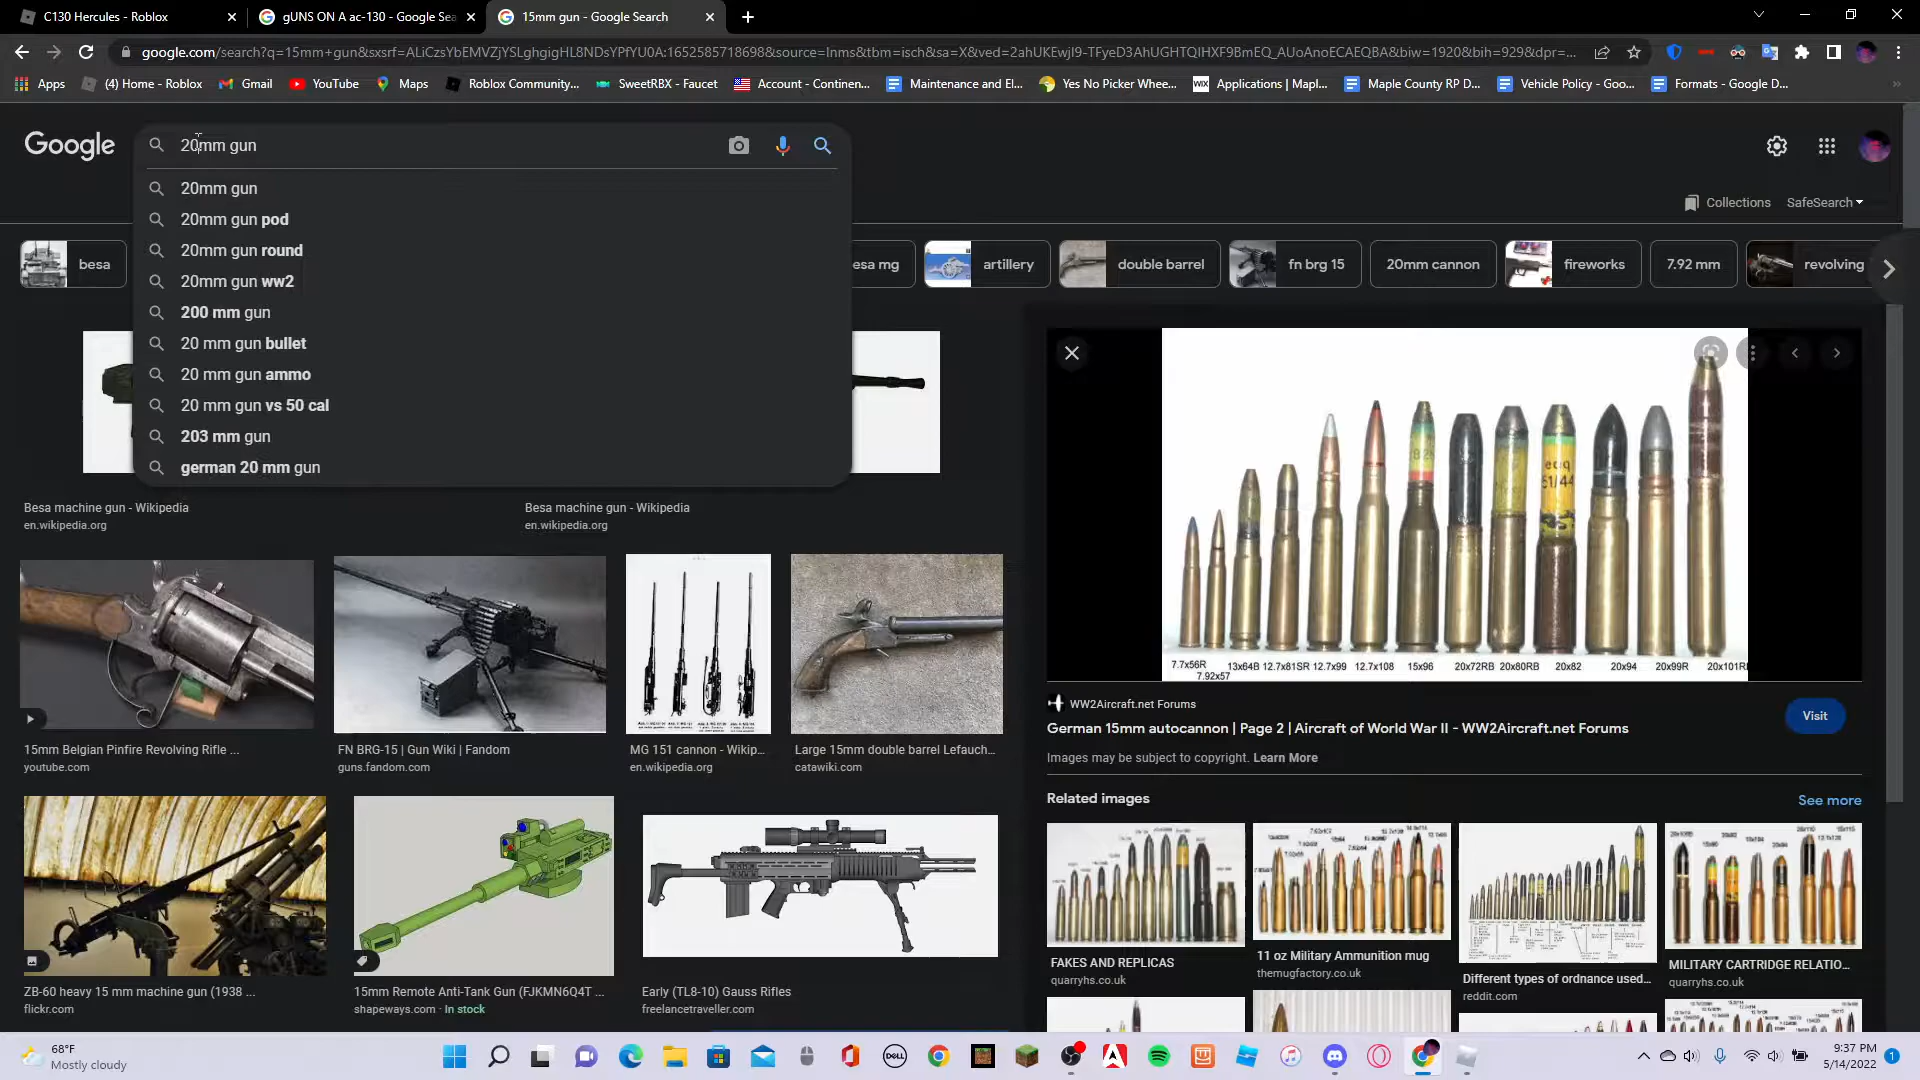 C130 Hercules - Roblox
gUNS ON A ac-130 - Google Sea
15mm gun - Google Search
google.com/search?q=15mm+gun&sxsrf=ALiCzsYbEMVZjYSLghgigHL8NDsYPfYU0A:1652585718698&source=lnms&tbm=isch&sa=X&ved=2ahUKEwjI9-TFyeD3AhUGHTQIHXF9BmEQ_AUoAnoECAEQBA&biw=1920&bih=929&dpr=...
Apps
(4) Home - Roblox
Gmail
YouTube
Maps
Roblox Community...
SweetRBX - Faucet
Account - Continen...
Maintenance and El...
Yes No Picker Whee...
Applications | Mapl...
Maple County RP D...
Vehicle Policy - Goo...
Formats - Google D...
Google
20mm gun
Collections
SafeSearch
20mm gun
20mm gun pod
20mm gun round
20mm gun ww2
200 mm gun
20 mm gun bullet
20 mm gun ammo
20 mm gun vs 50 cal
203 mm gun
german 20 mm gun
besa
esa mg
artillery
double barrel
fn brg 15
20mm cannon
fireworks
7.92 mm
revolving
Besa machine gun - Wikipedia
en.wikipedia.org
Besa machine gun - Wikipedia
en.wikipedia.org
15mm Belgian Pinfire Revolving Rifle ...
youtube.com
FN BRG-15 | Gun Wiki | Fandom
guns.fandom.com
MG 151 cannon - Wikip...
en.wikipedia.org
Large 15mm double barrel Lefauch...
catawiki.com
ZB-60 heavy 15 mm machine gun (1938 ...
flickr.com
15mm Remote Anti-Tank Gun (FJKMN6Q4T ...
shapeways.com · In stock
Early (TL8-10) Gauss Rifles
freelancetraveller.com
7.7x56R
7.92x57
13x64B
12.7x81SR
12.7x99
12.7x108
15x96
20x72RB
20x80RB
20x82
20x94
20x99R
20x101R
WW2Aircraft.net Forums
German 15mm autocannon | Page 2 | Aircraft of World War II - WW2Aircraft.net Forums
Visit
Images may be subject to copyright. Learn More
Related images
See more
FAKES AND REPLICAS
quarryhs.co.uk
11 oz Military Ammunition mug
themugfactory.co.uk
Different types of ordnance used...
reddit.com
MILITARY CARTRIDGE RELATIO...
quarryhs.co.uk
68°F
Mostly cloudy
DELL
9:37 PM
5/14/2022
1